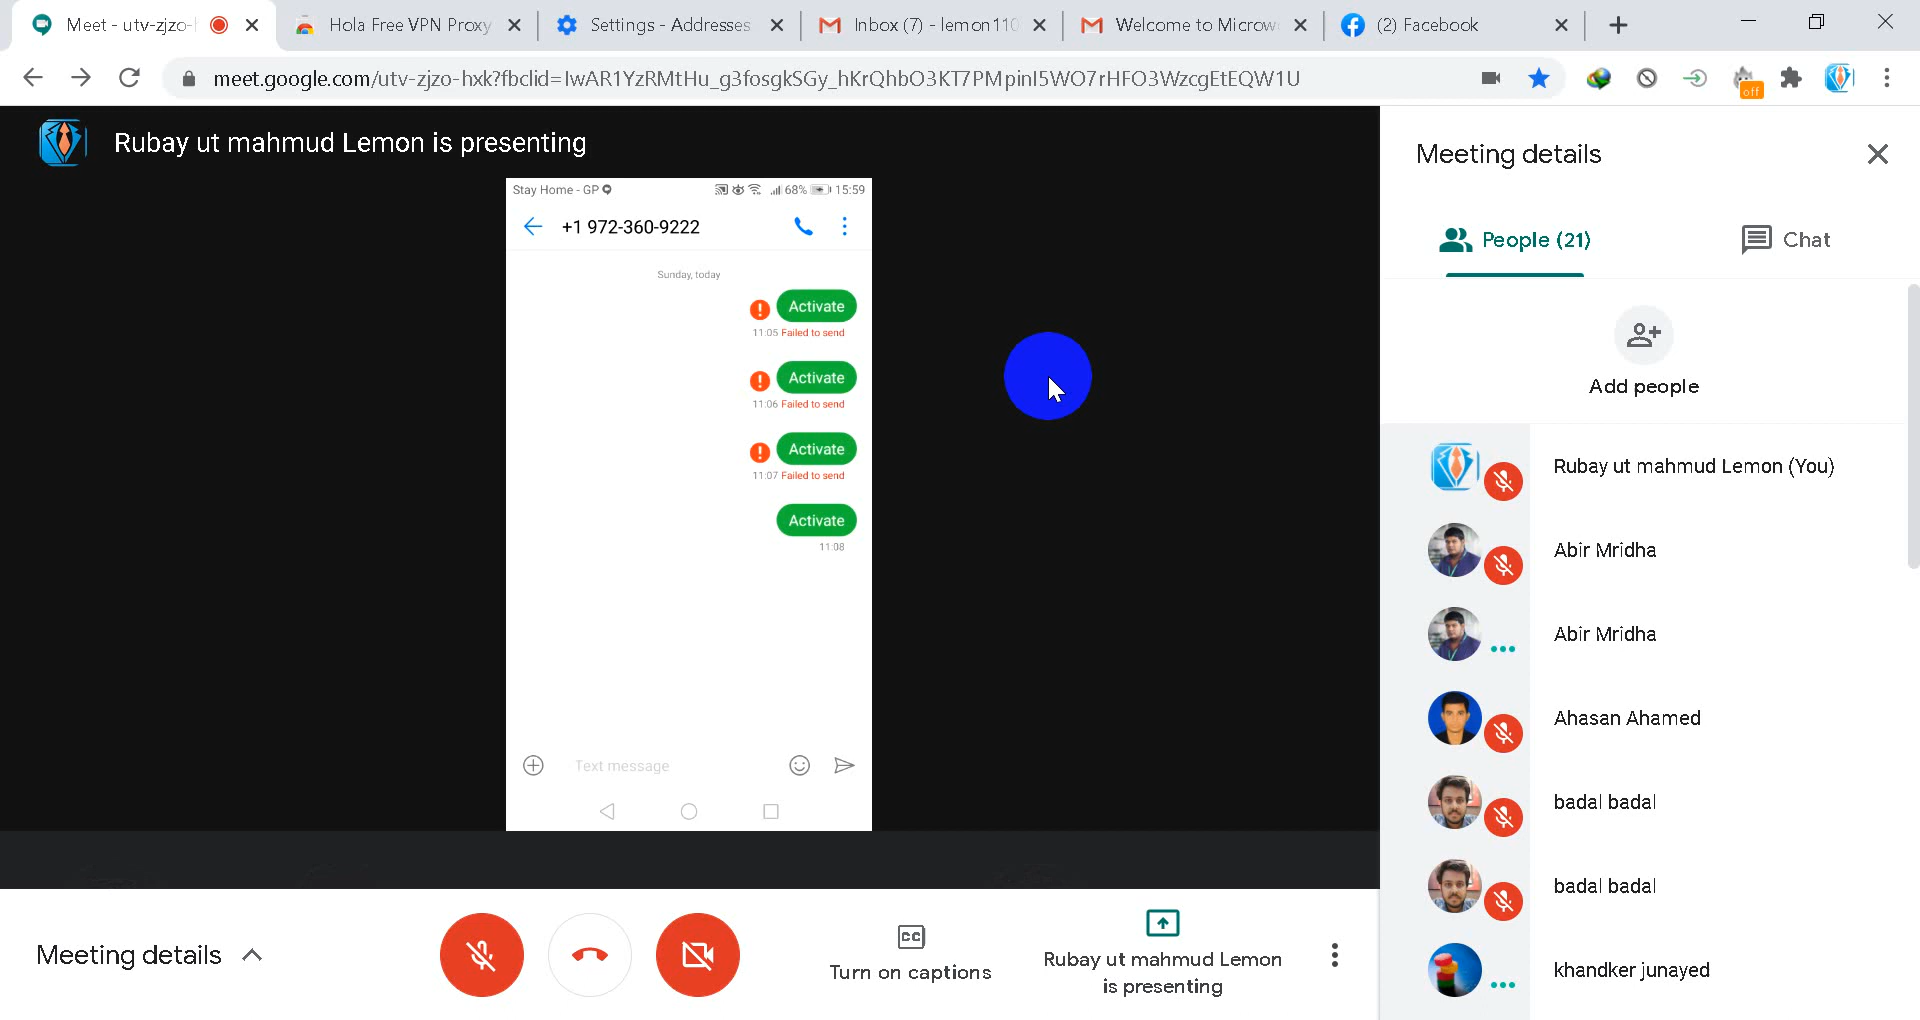 Meet - utv-zjzo-
Hola Free VPN Proxy
Settings - Addresses
Inbox (7) - lemon110
Welcome to Microw
(2) Facebook
meet.google.com/utv-zjzo-hxk?fbclid=IwAR1YzRMtHu_g3fosgkSGy_hKrQhbO3KT7PMpinI5WO7rHFO3WzcgEtEQW1U
off
Rubay ut mahmud Lemon is presenting
Stay Home - GP
68%
15:59
+1 972-360-9222
Sunday, today
Activate
11:05 Failed to send
Activate
11:06 Failed to send
Activate
11:07 Failed to send
Activate
11:08
Text message
Meeting details
People (21)
Chat
Add people
Rubay ut mahmud Lemon (You)
Abir Mridha
Abir Mridha
Ahasan Ahamed
badal badal
badal badal
khandker junayed
Meeting details
CC
Turn on captions
Rubay ut mahmud Lemon
is presenting